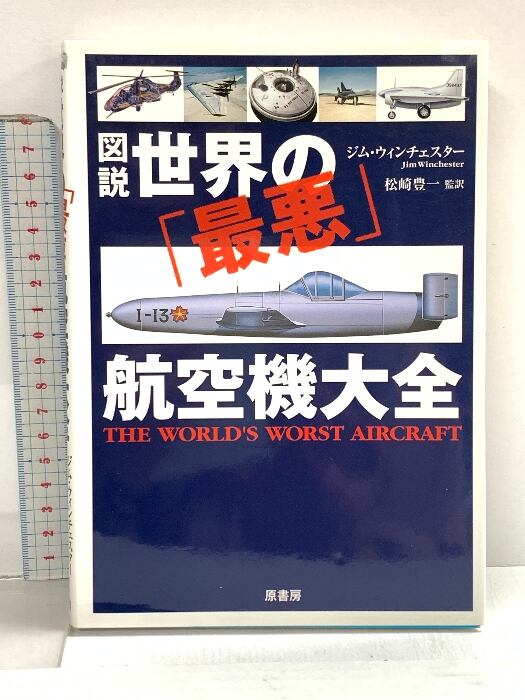 図説
世界の
「最悪」
航空機大全
ジム・ウィンチェスター
Jim Winchester
松崎豊一 監訳
I-13
THE WORLD'S WORST AIRCRAFT
原書房